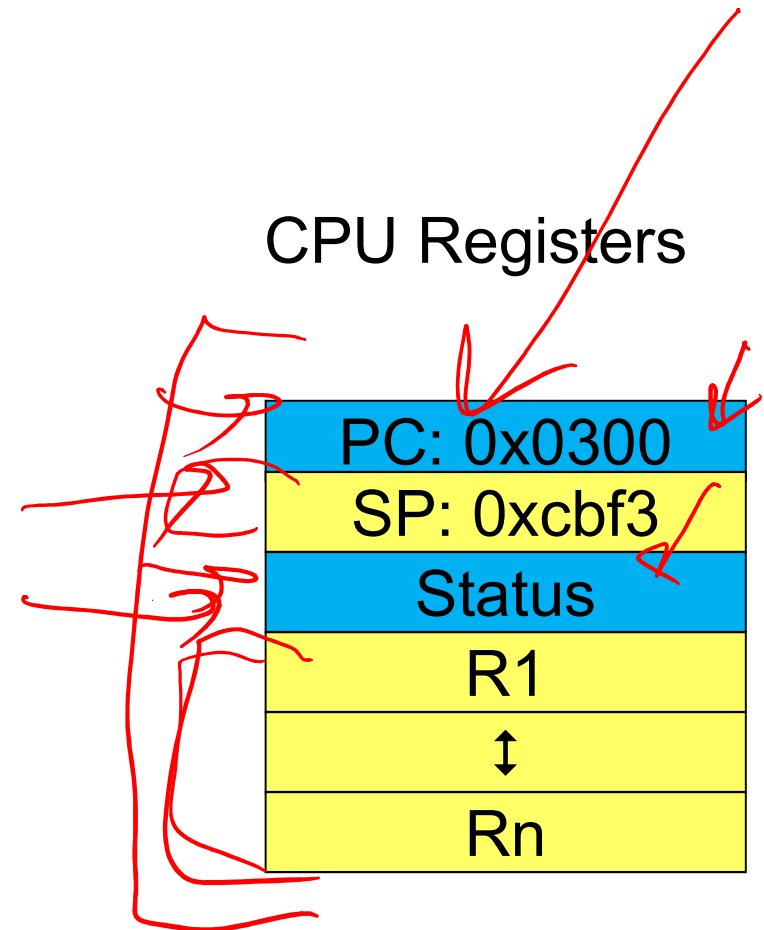 CPU Registers
PC: 0x0300
SP: 0xcbf3
Status
R1
↕
Rn